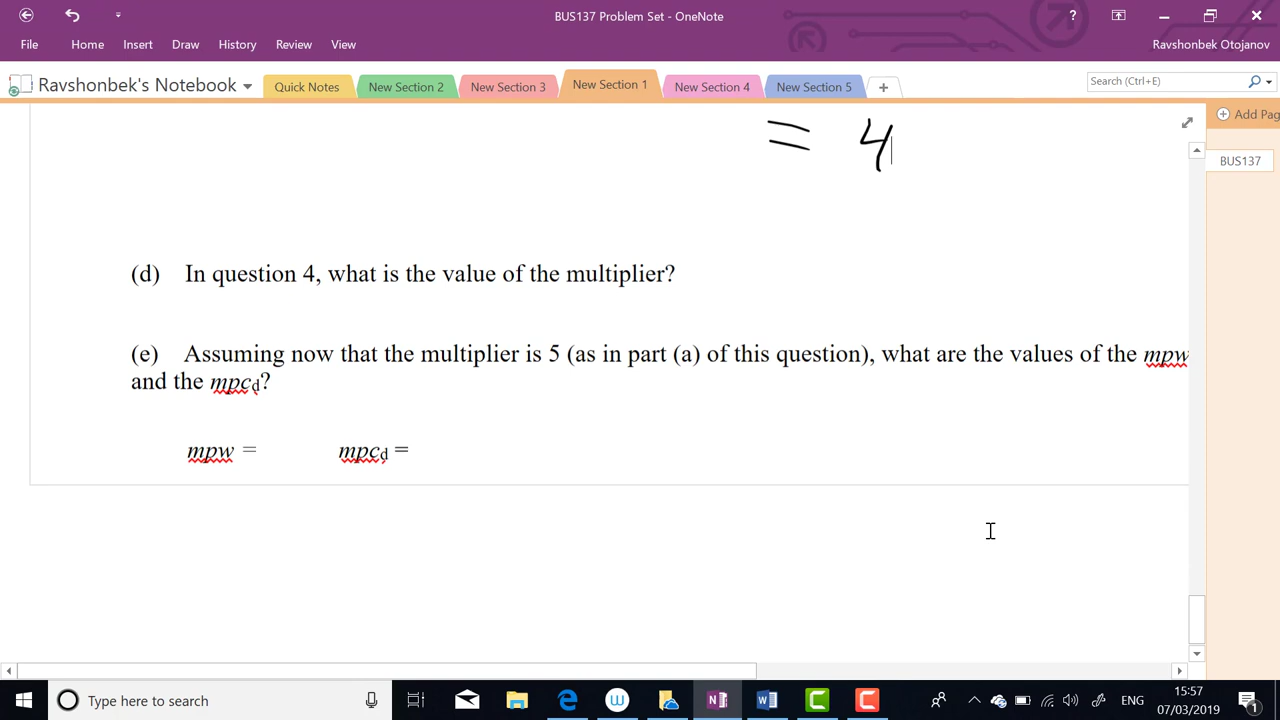 BUS137 Problem Set - OneNote
?
File
Home
Insert
Draw
History
Review
View
Ravshonbek Otojanov
Ravshonbek's Notebook
Quick Notes
New Section 2
New Section 3
New Section 1
New Section 4
New Section 5
+
Search (Ctrl+E)
Add Pag
BUS137
= 4
(d) In question 4, what is the value of the multiplier?
(e) Assuming now that the multiplier is 5 (as in part (a) of this question), what are the values of the mpw
and the mpcd?
mpw = mpcd =
Type here to search
ENG
15:57
07/03/2019
1